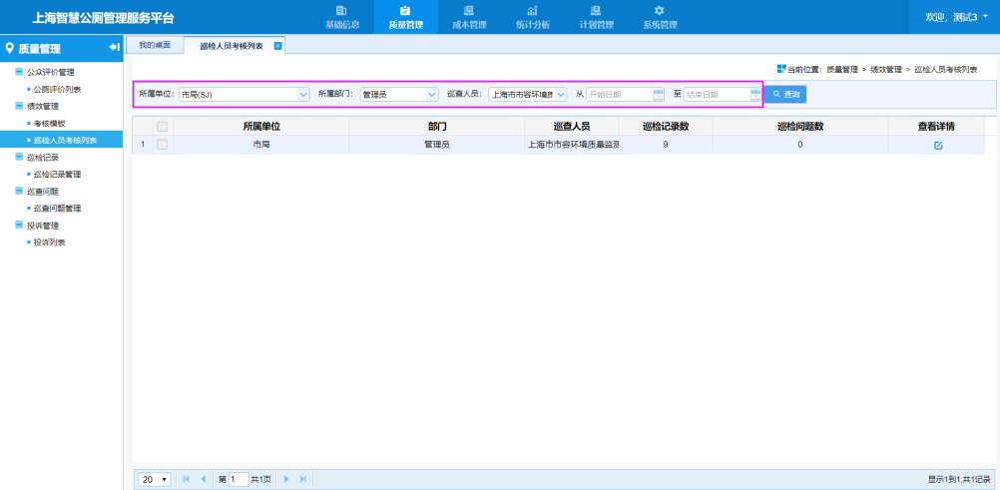 上海智慧公厕管理服务平台
基础信息 质量管理 成本管理 统计分析 计划管理 系统管理
欢迎, 测试3
质量管理
我的桌面 巡检人员考核列表
当前位置: 质量管理 > 绩效管理 > 巡检人员考核列表
公众评价管理
公厕评价列表
绩效管理
考核模板
巡检人员考核列表
巡检记录
巡检记录管理
巡查问题
巡查问题管理
投诉管理
投诉列表
所属单位: 市局(SJ) 所属部门: 管理员 巡查人员: 上海市市容环境质 从 开始日期 至 结束日期 查询
所属单位 部门 巡查人员 巡检记录数 巡检问题数 查看详情
1 市局 管理员 上海市市容环境质量监测 9 0
20 第 1 共1页
显示1到1,共1记录